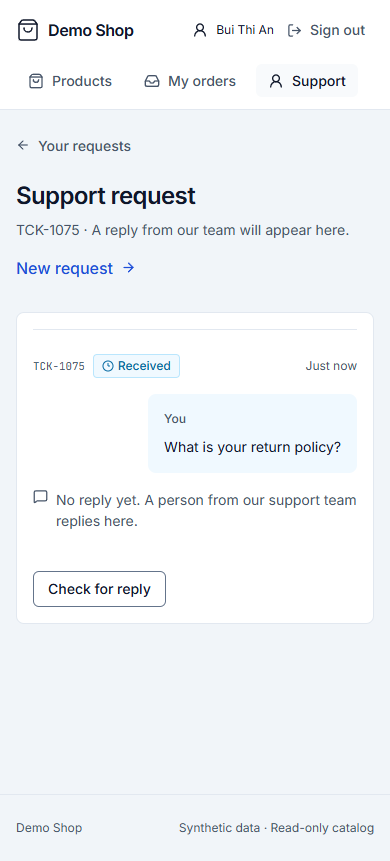 Demo Shop
Bui Thi An
Sign out
Products
My orders
Support
Your requests
Support request
TCK-1075 · A reply from our team will appear here.
New request
TCK-1075
Received
Just now
You
What is your return policy?
No reply yet. A person from our support team
replies here.
Check for reply
Demo Shop
Synthetic data · Read-only catalog